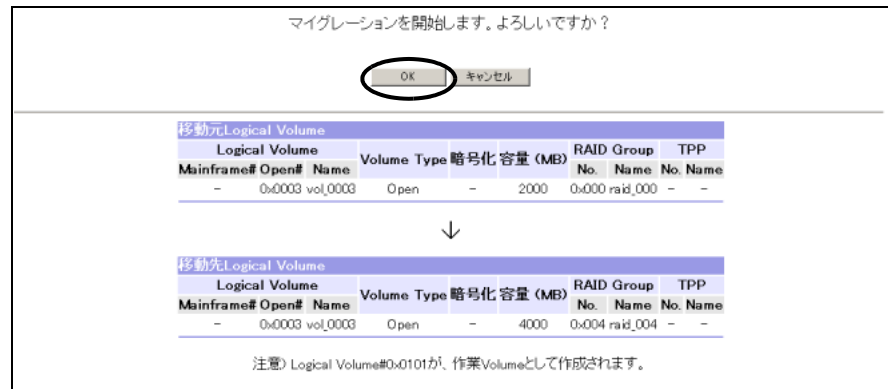 マイグレーションを開始します。よろしいですか？
OK キャンセル
移動元Logical Volume
Logical Volume Volume Type 暗号化 容量 (MB) RAID Group TPP
Mainframe# Open# Name No. Name No. Name
- 0x0003 vol_0003 Open - 2000 0x000 raid_000 - -
↓
移動先Logical Volume
Logical Volume Volume Type 暗号化 容量 (MB) RAID Group TPP
Mainframe# Open# Name No. Name No. Name
- 0x0003 vol_0003 Open - 4000 0x004 raid_004 - -
注意) Logical Volume#0x0101が、作業Volumeとして作成されます。